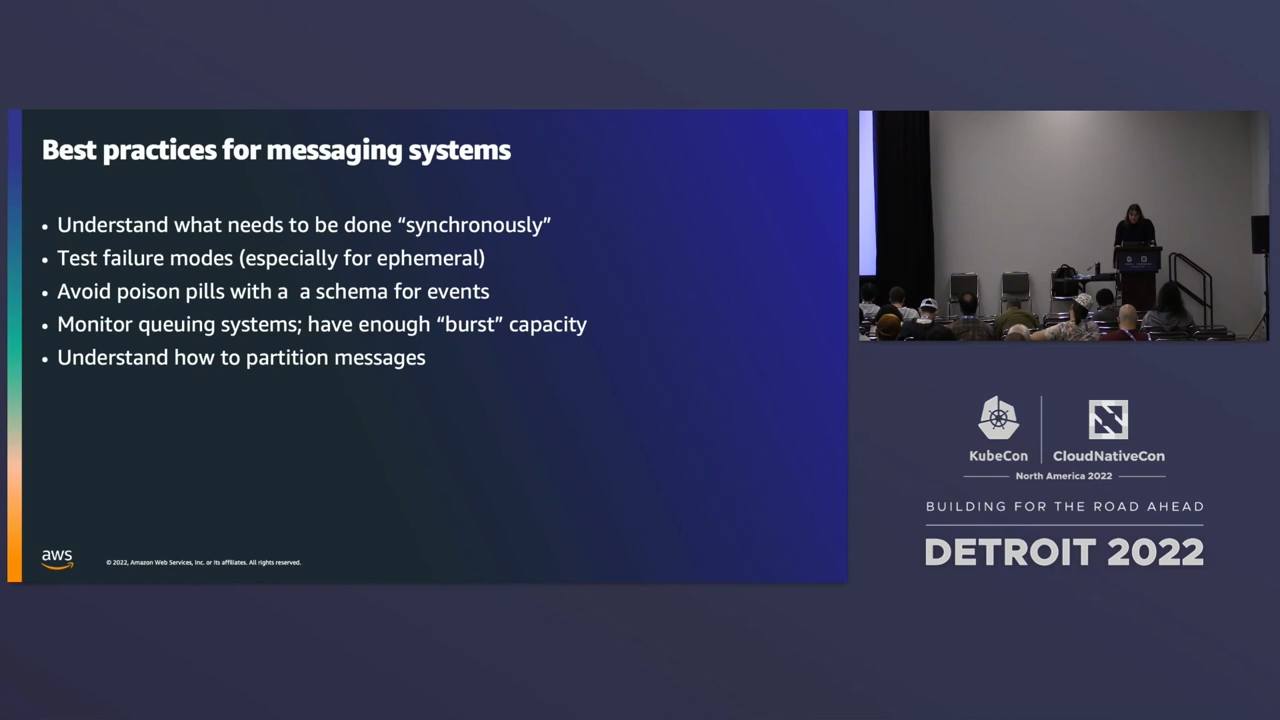 Best practices for messaging systems
• Understand what needs to be done “synchronously”
• Test failure modes (especially for ephemeral)
• Avoid poison pills with a  a schema for events
• Monitor queuing systems; have enough “burst” capacity
• Understand how to partition messages
aws
© 2022, Amazon Web Services, Inc. or its affiliates. All rights reserved.
KubeCon
CloudNativeCon
North America 2022
BUILDING FOR THE ROAD AHEAD
DETROIT 2022